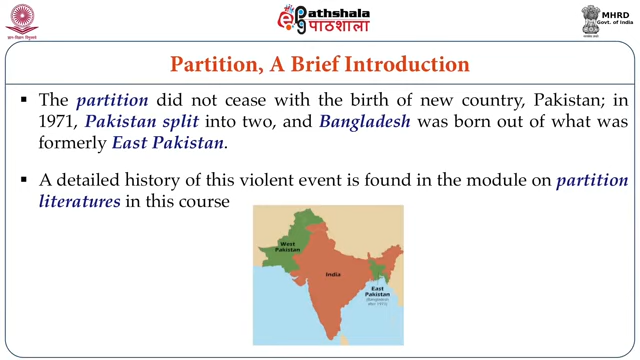 Pathshala
पाठशाला
MHRD
Govt. of India
Partition, A Brief Introduction
▪ The partition did not cease with the birth of new country, Pakistan; in
1971, Pakistan split into two, and Bangladesh was born out of what was
formerly East Pakistan.
▪ A detailed history of this violent event is found in the module on partition
literatures in this course
West
Pakistan
India
East
Pakistan
(Bangladesh,
after 1971)